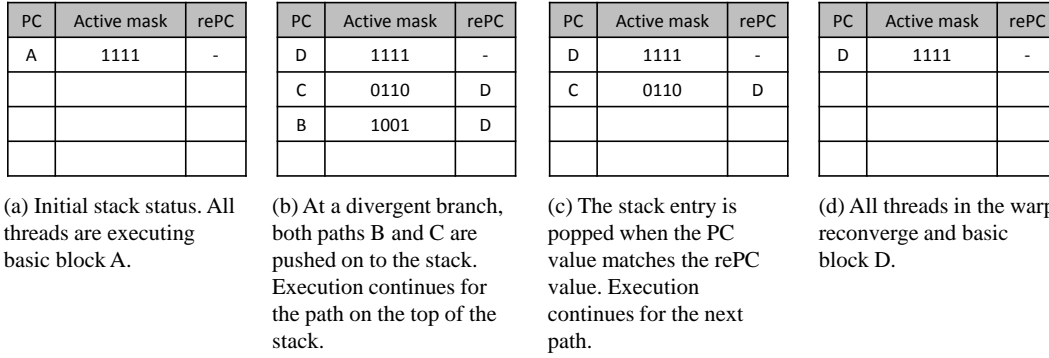 PC Active mask rePC
A 1111 -
PC Active mask rePC
D 1111 -
C 0110 D
B 1001 D
PC Active mask rePC
D 1111 -
C 0110 D
PC Active mask rePC
D 1111 -
(a) Initial stack status. All
threads are executing
basic block A.
(b) At a divergent branch,
both paths B and C are
pushed on to the stack.
Execution continues for
the path on the top of the
stack.
(c) The stack entry is
popped when the PC
value matches the rePC
value. Execution
continues for the next
path.
(d) All threads in the warp
reconverge and basic
block D.